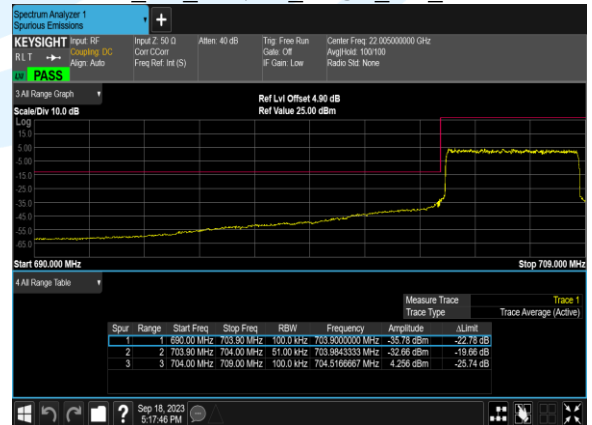 Spectrum Analyzer 1
Spurious Emissions
+
KEYSIGHT Input: RF Input Z: 50 Ω Atten: 40 dB Trig: Free Run Center Freq: 22.005000000 GHz
RLT Coupling: DC Corr CCorr Gate: Off Avg|Hold: 100/100
Align: Auto Freq Ref: Int (S) IF Gain: Low Radio Std: None
LV PASS
3 All Range Graph
Ref Lvl Offset 4.90 dB
Scale/Div 10.0 dB Ref Value 25.00 dBm
Log
15.0
5.00
-5.00
-15.0
-25.0
-35.0
-45.0
-55.0
-65.0
Start 690.000 MHz Stop 709.000 MHz
4 All Range Table
Measure Trace Trace 1
Trace Type Trace Average (Active)
Spur Range Start Freq Stop Freq RBW Frequency Amplitude ΔLimit
1 1 690.00 MHz 703.90 MHz 100.0 kHz 703.9000000 MHz -35.78 dBm -22.78 dB
2 2 703.90 MHz 704.00 MHz 51.00 kHz 703.9843333 MHz -32.66 dBm -19.66 dB
3 3 704.00 MHz 709.00 MHz 100.0 kHz 704.5166667 MHz 4.256 dBm -25.74 dB
? Sep 18, 2023
5:17:46 PM